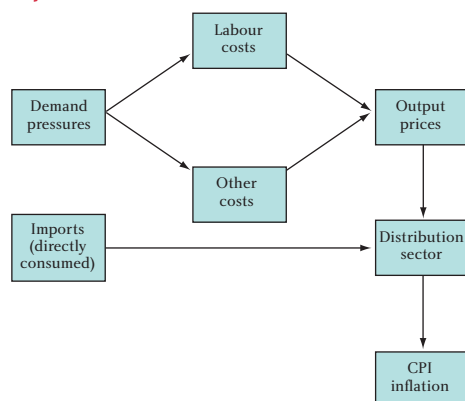 Labour
costs
Demand
pressures
Output
prices
Other
costs
Imports
(directly
consumed)
Distribution
sector
CPI
inflation